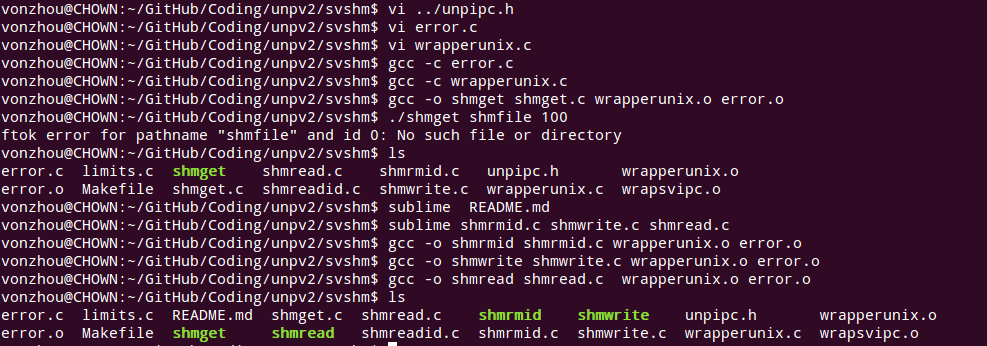 vonzhou@CHOWN:~/GitHub/Coding/unpv2/svshm$ vi ../unpipc.h
vonzhou@CHOWN:~/GitHub/Coding/unpv2/svshm$ vi error.c
vonzhou@CHOWN:~/GitHub/Coding/unpv2/svshm$ vi wrapperunix.c
vonzhou@CHOWN:~/GitHub/Coding/unpv2/svshm$ gcc -c error.c
vonzhou@CHOWN:~/GitHub/Coding/unpv2/svshm$ gcc -c wrapperunix.c
vonzhou@CHOWN:~/GitHub/Coding/unpv2/svshm$ gcc -o shmget shmget.c wrapperunix.o error.o
vonzhou@CHOWN:~/GitHub/Coding/unpv2/svshm$ ./shmget shmfile 100
ftok error for pathname "shmfile" and id 0: No such file or directory
vonzhou@CHOWN:~/GitHub/Coding/unpv2/svshm$ ls
error.c  limits.c  shmget    shmread.c    shmrmid.c   unpipc.h       wrapperunix.o
error.o  Makefile  shmget.c  shmreadid.c  shmwrite.c  wrapperunix.c  wrapsvipc.o
vonzhou@CHOWN:~/GitHub/Coding/unpv2/svshm$ sublime  README.md
vonzhou@CHOWN:~/GitHub/Coding/unpv2/svshm$ sublime shmrmid.c shmwrite.c shmread.c
vonzhou@CHOWN:~/GitHub/Coding/unpv2/svshm$ gcc -o shmrmid shmrmid.c wrapperunix.o error.o
vonzhou@CHOWN:~/GitHub/Coding/unpv2/svshm$ gcc -o shmwrite shmwrite.c wrapperunix.o error.o
vonzhou@CHOWN:~/GitHub/Coding/unpv2/svshm$ gcc -o shmread shmread.c  wrapperunix.o error.o
vonzhou@CHOWN:~/GitHub/Coding/unpv2/svshm$ ls
error.c  limits.c  README.md  shmget.c  shmread.c    shmrmid    shmwrite    unpipc.h       wrapperunix.o
error.o  Makefile  shmget     shmread   shmreadid.c  shmrmid.c  shmwrite.c  wrapperunix.c  wrapsvipc.o